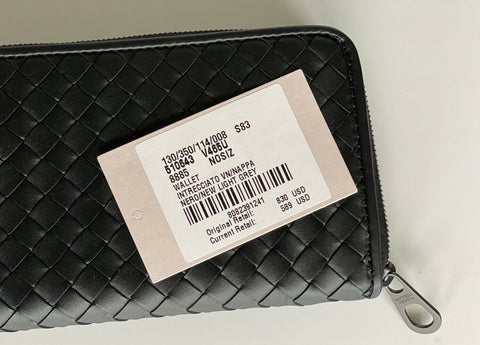 130/350/114/008 S83
510643 V465U
8885 NOSIZ
WALLET
INTRECCIATO VN/NAPPA
NERO/NEW LIGHT GREY
8082391241
Original Retail: 830 USD
Current Retail: 589 USD